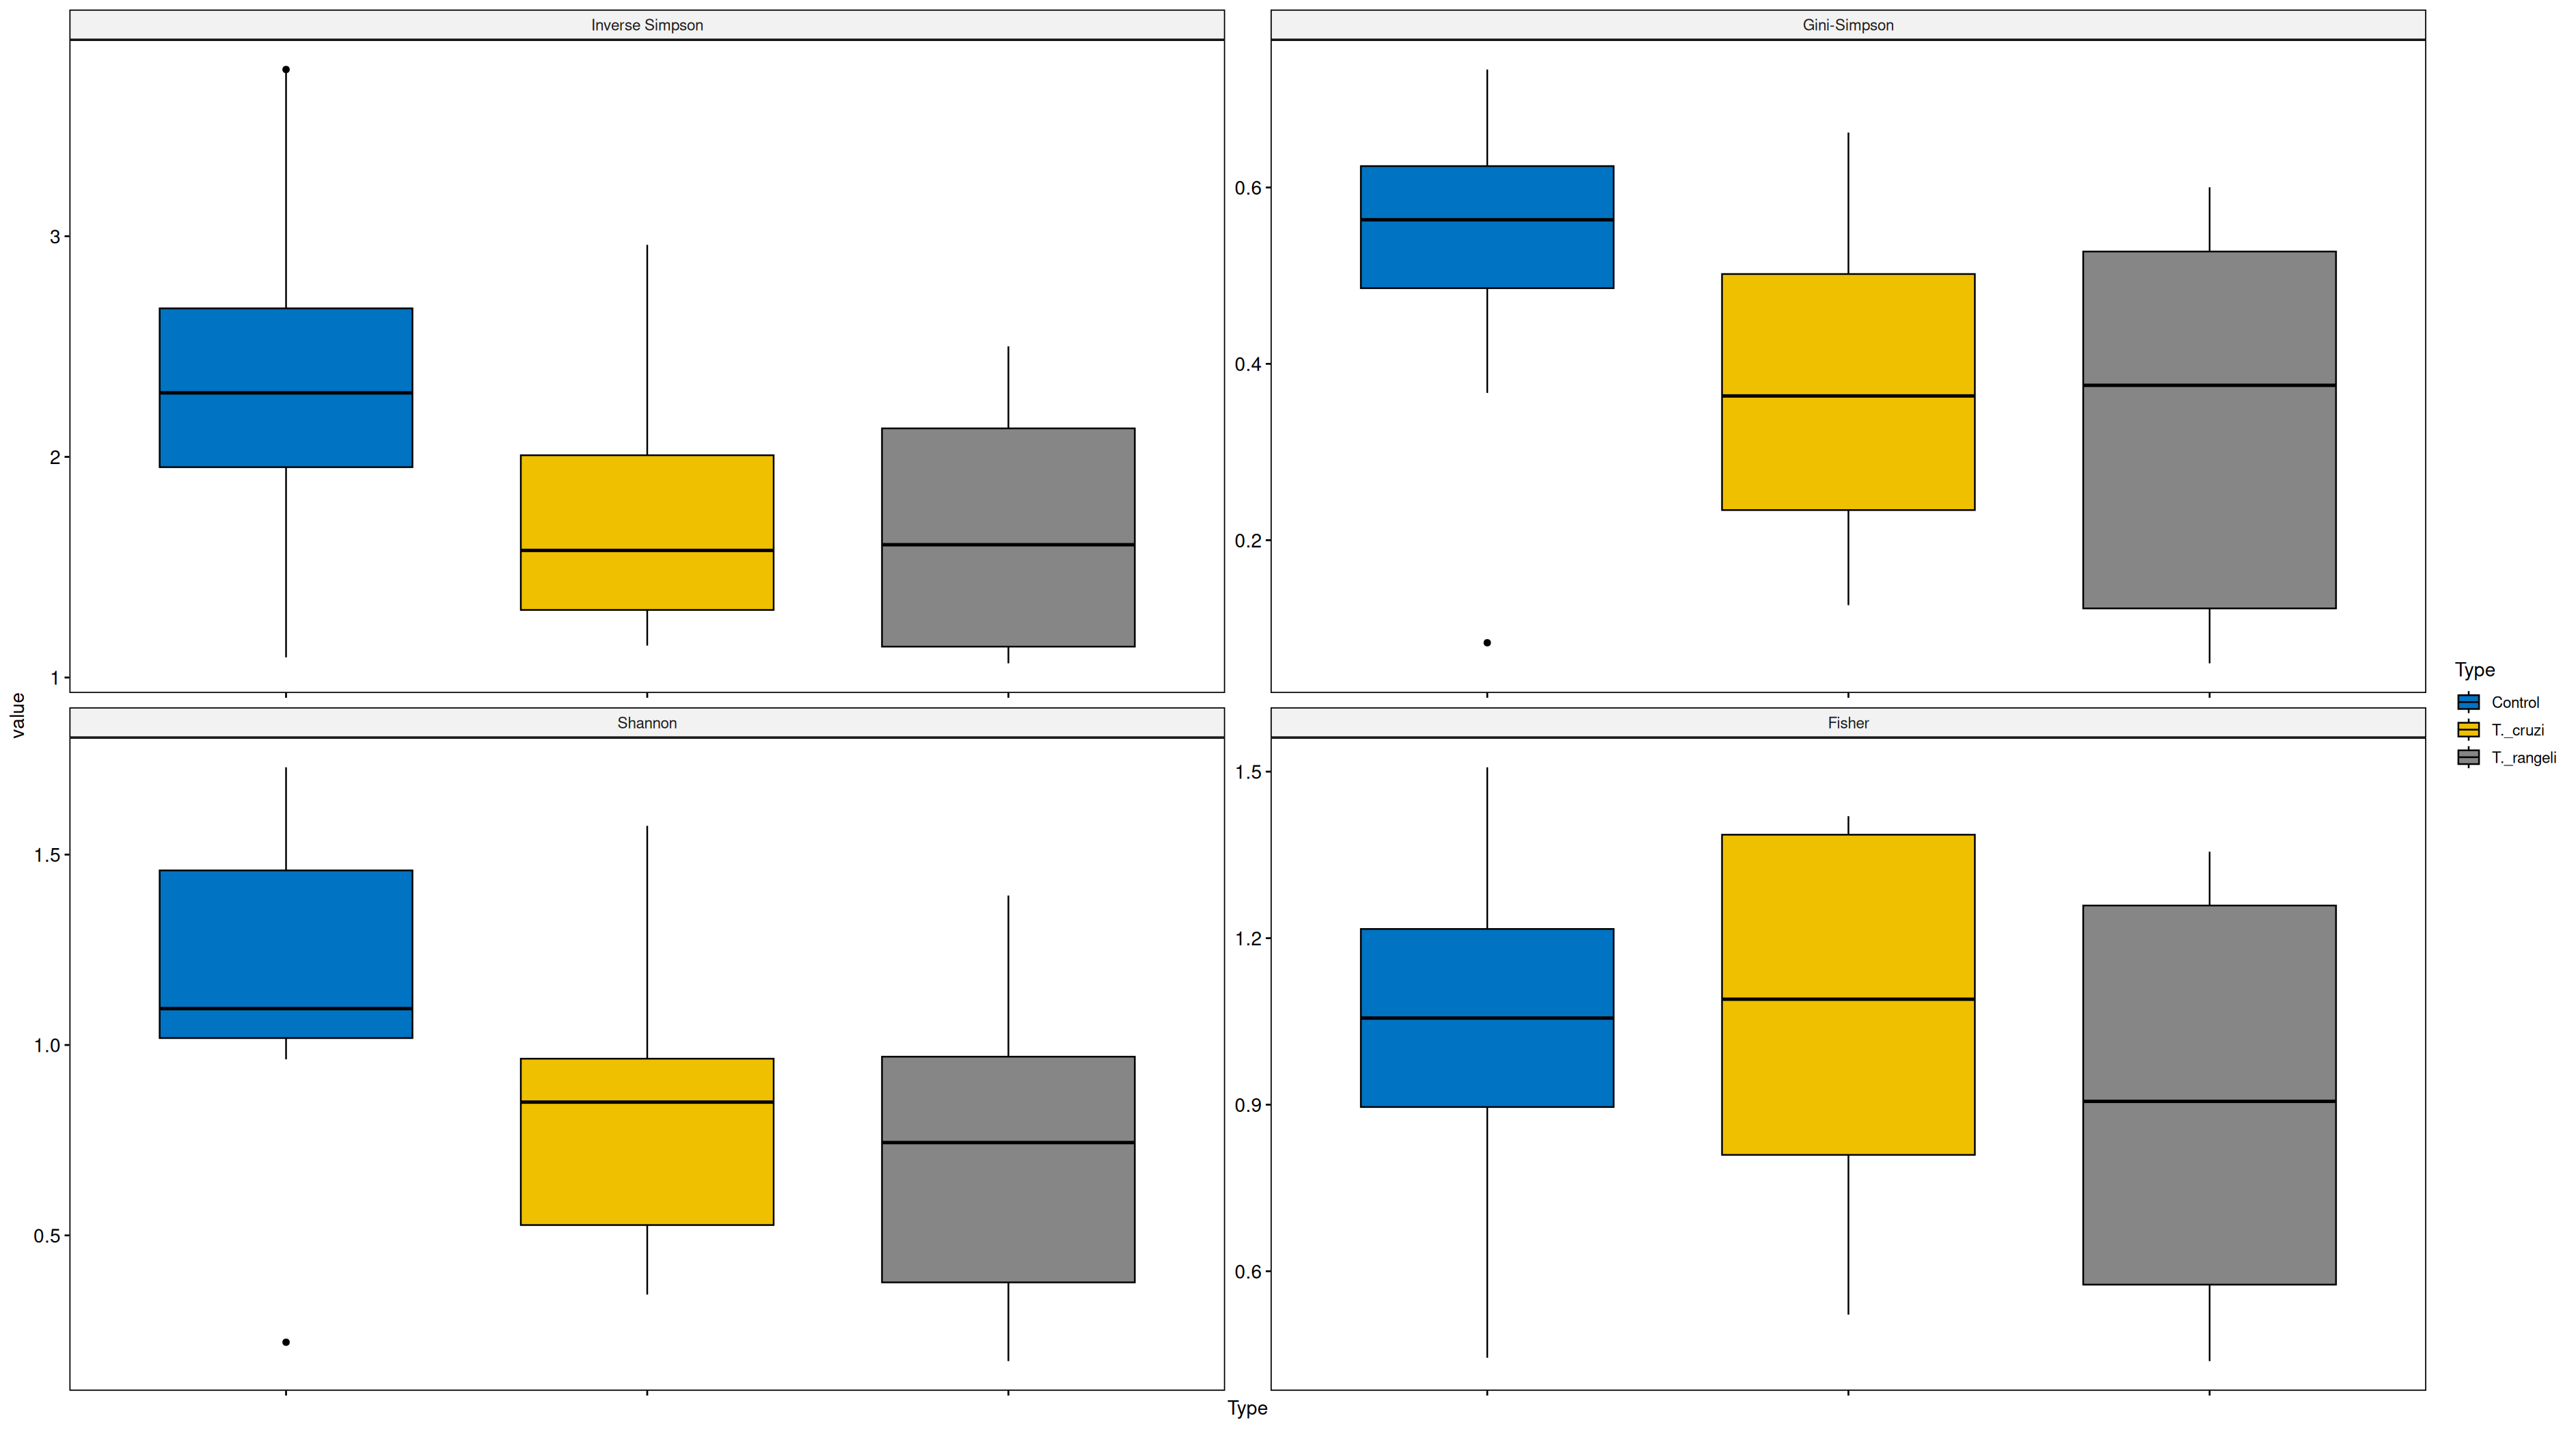 Inverse Simpson
Gini-Simpson
3
2
1
0.6
0.4
0.2
value
Shannon
Fisher
1.5
1.0
0.5
1.5
1.2
0.9
0.6
Type
Type
Control
T._cruzi
T._rangeli